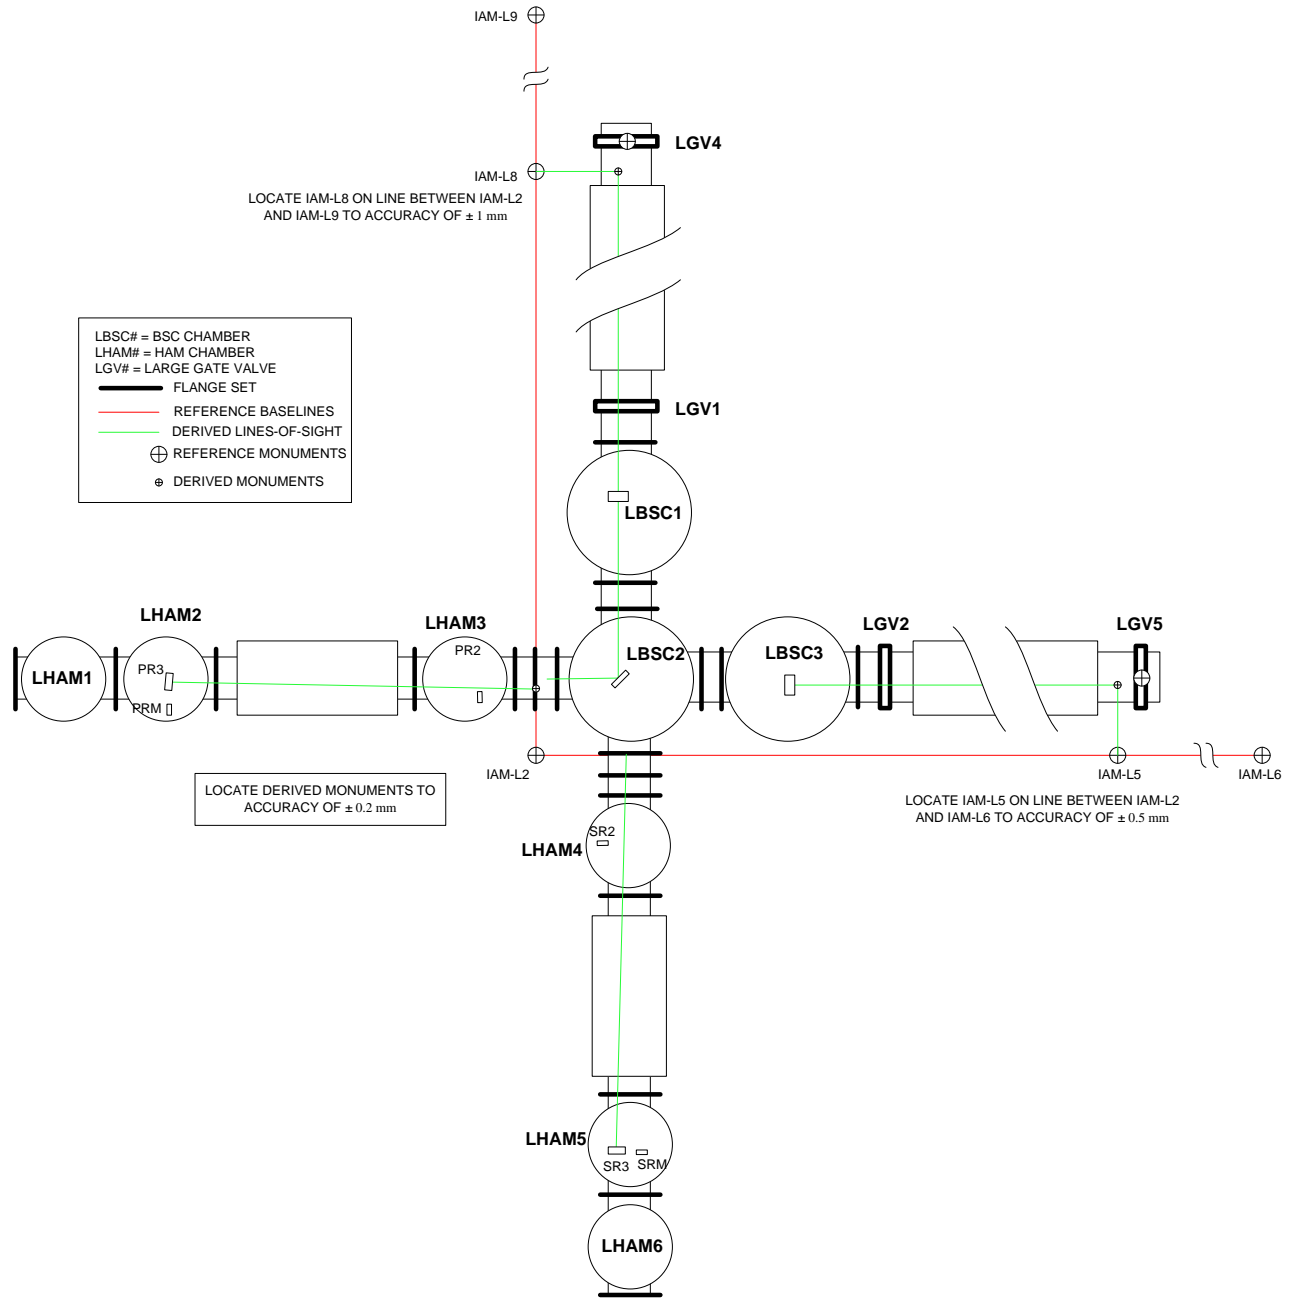 IAM-L9
LGV4
IAM-L8
LOCATE IAM-L8 ON LINE BETWEEN IAM-L2
AND IAM-L9 TO ACCURACY OF ± 1 mm
LBSC# = BSC CHAMBER
LHAM# = HAM CHAMBER
LGV# = LARGE GATE VALVE
FLANGE SET
REFERENCE BASELINES
DERIVED LINES-OF-SIGHT
REFERENCE MONUMENTS
DERIVED MONUMENTS
LGV1
LBSC1
LHAM2
LHAM3
LGV2
LGV5
PR2
LBSC2
LBSC3
PR3
LHAM1
PRM
IAM-L2
IAM-L5
IAM-L6
LOCATE DERIVED MONUMENTS TO
ACCURACY OF ± 0.2 mm
LOCATE IAM-L5 ON LINE BETWEEN IAM-L2
AND IAM-L6 TO ACCURACY OF ± 0.5 mm
SR2
LHAM4
LHAM5
SR3
SRM
LHAM6